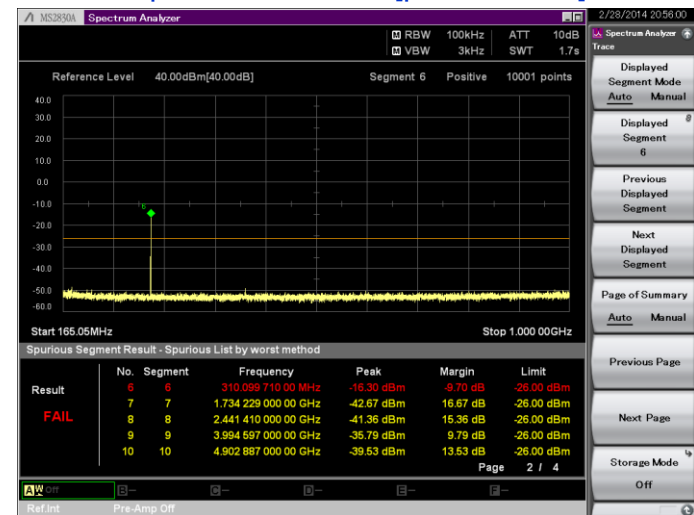 MS2830A Spectrum Analyzer
2/28/2014 20:56:00
RBW 100kHz ATT 10dB
VBW 3kHz SWT 1.7s
Reference Level 40.00dBm[40.00dB] Segment 6 Positive 10001 points
40.0
30.0
20.0
10.0
0.0
-10.0
-20.0
-30.0
-40.0
-50.0
-60.0
6
Start 165.05MHz Stop 1.000 00GHz
Spurious Segment Result - Spurious List by worst method
No. Segment Frequency Peak Margin Limit
Result 6 6 310.099 710 00 MHz -16.30 dBm -9.70 dB -26.00 dBm
7 7 1.734 229 000 00 GHz -42.67 dBm 16.67 dB -26.00 dBm
FAIL 8 8 2.441 410 000 00 GHz -41.36 dBm 15.36 dB -26.00 dBm
9 9 3.994 597 000 00 GHz -35.79 dBm 9.79 dB -26.00 dBm
10 10 4.902 887 000 00 GHz -39.53 dBm 13.53 dB -26.00 dBm
Page 2 / 4
A W Off B - C - D - E - F -
Ref.Int Pre-Amp Off
Spectrum Analyzer
Trace
Displayed
Segment Mode
Auto Manual
Displayed
Segment
6
Previous
Displayed
Segment
Next
Displayed
Segment
Page of Summary
Auto Manual
Previous Page
Next Page
Storage Mode
Off